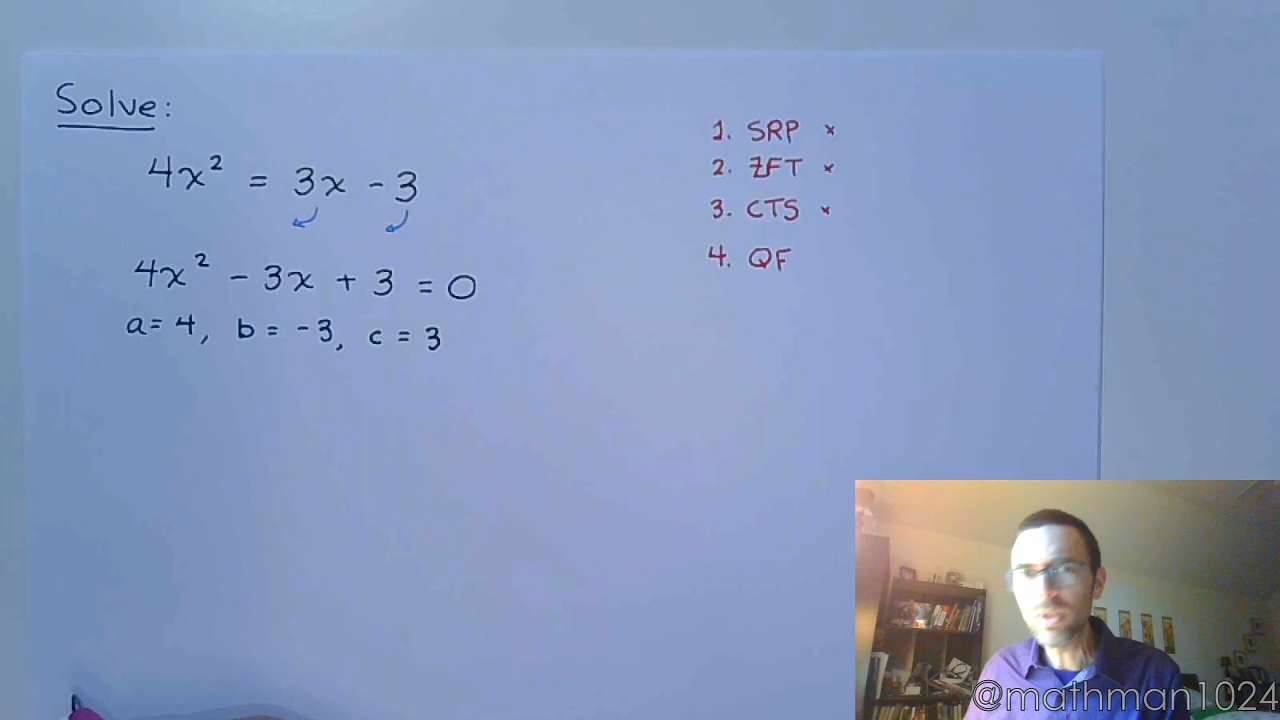 Solve:
4x² = 3x - 3
4x² - 3x + 3 = 0
a = 4, b = -3, c = 3
1. SRP ×
2. ZFT ×
3. CTS ×
4. QF
@mathman1024